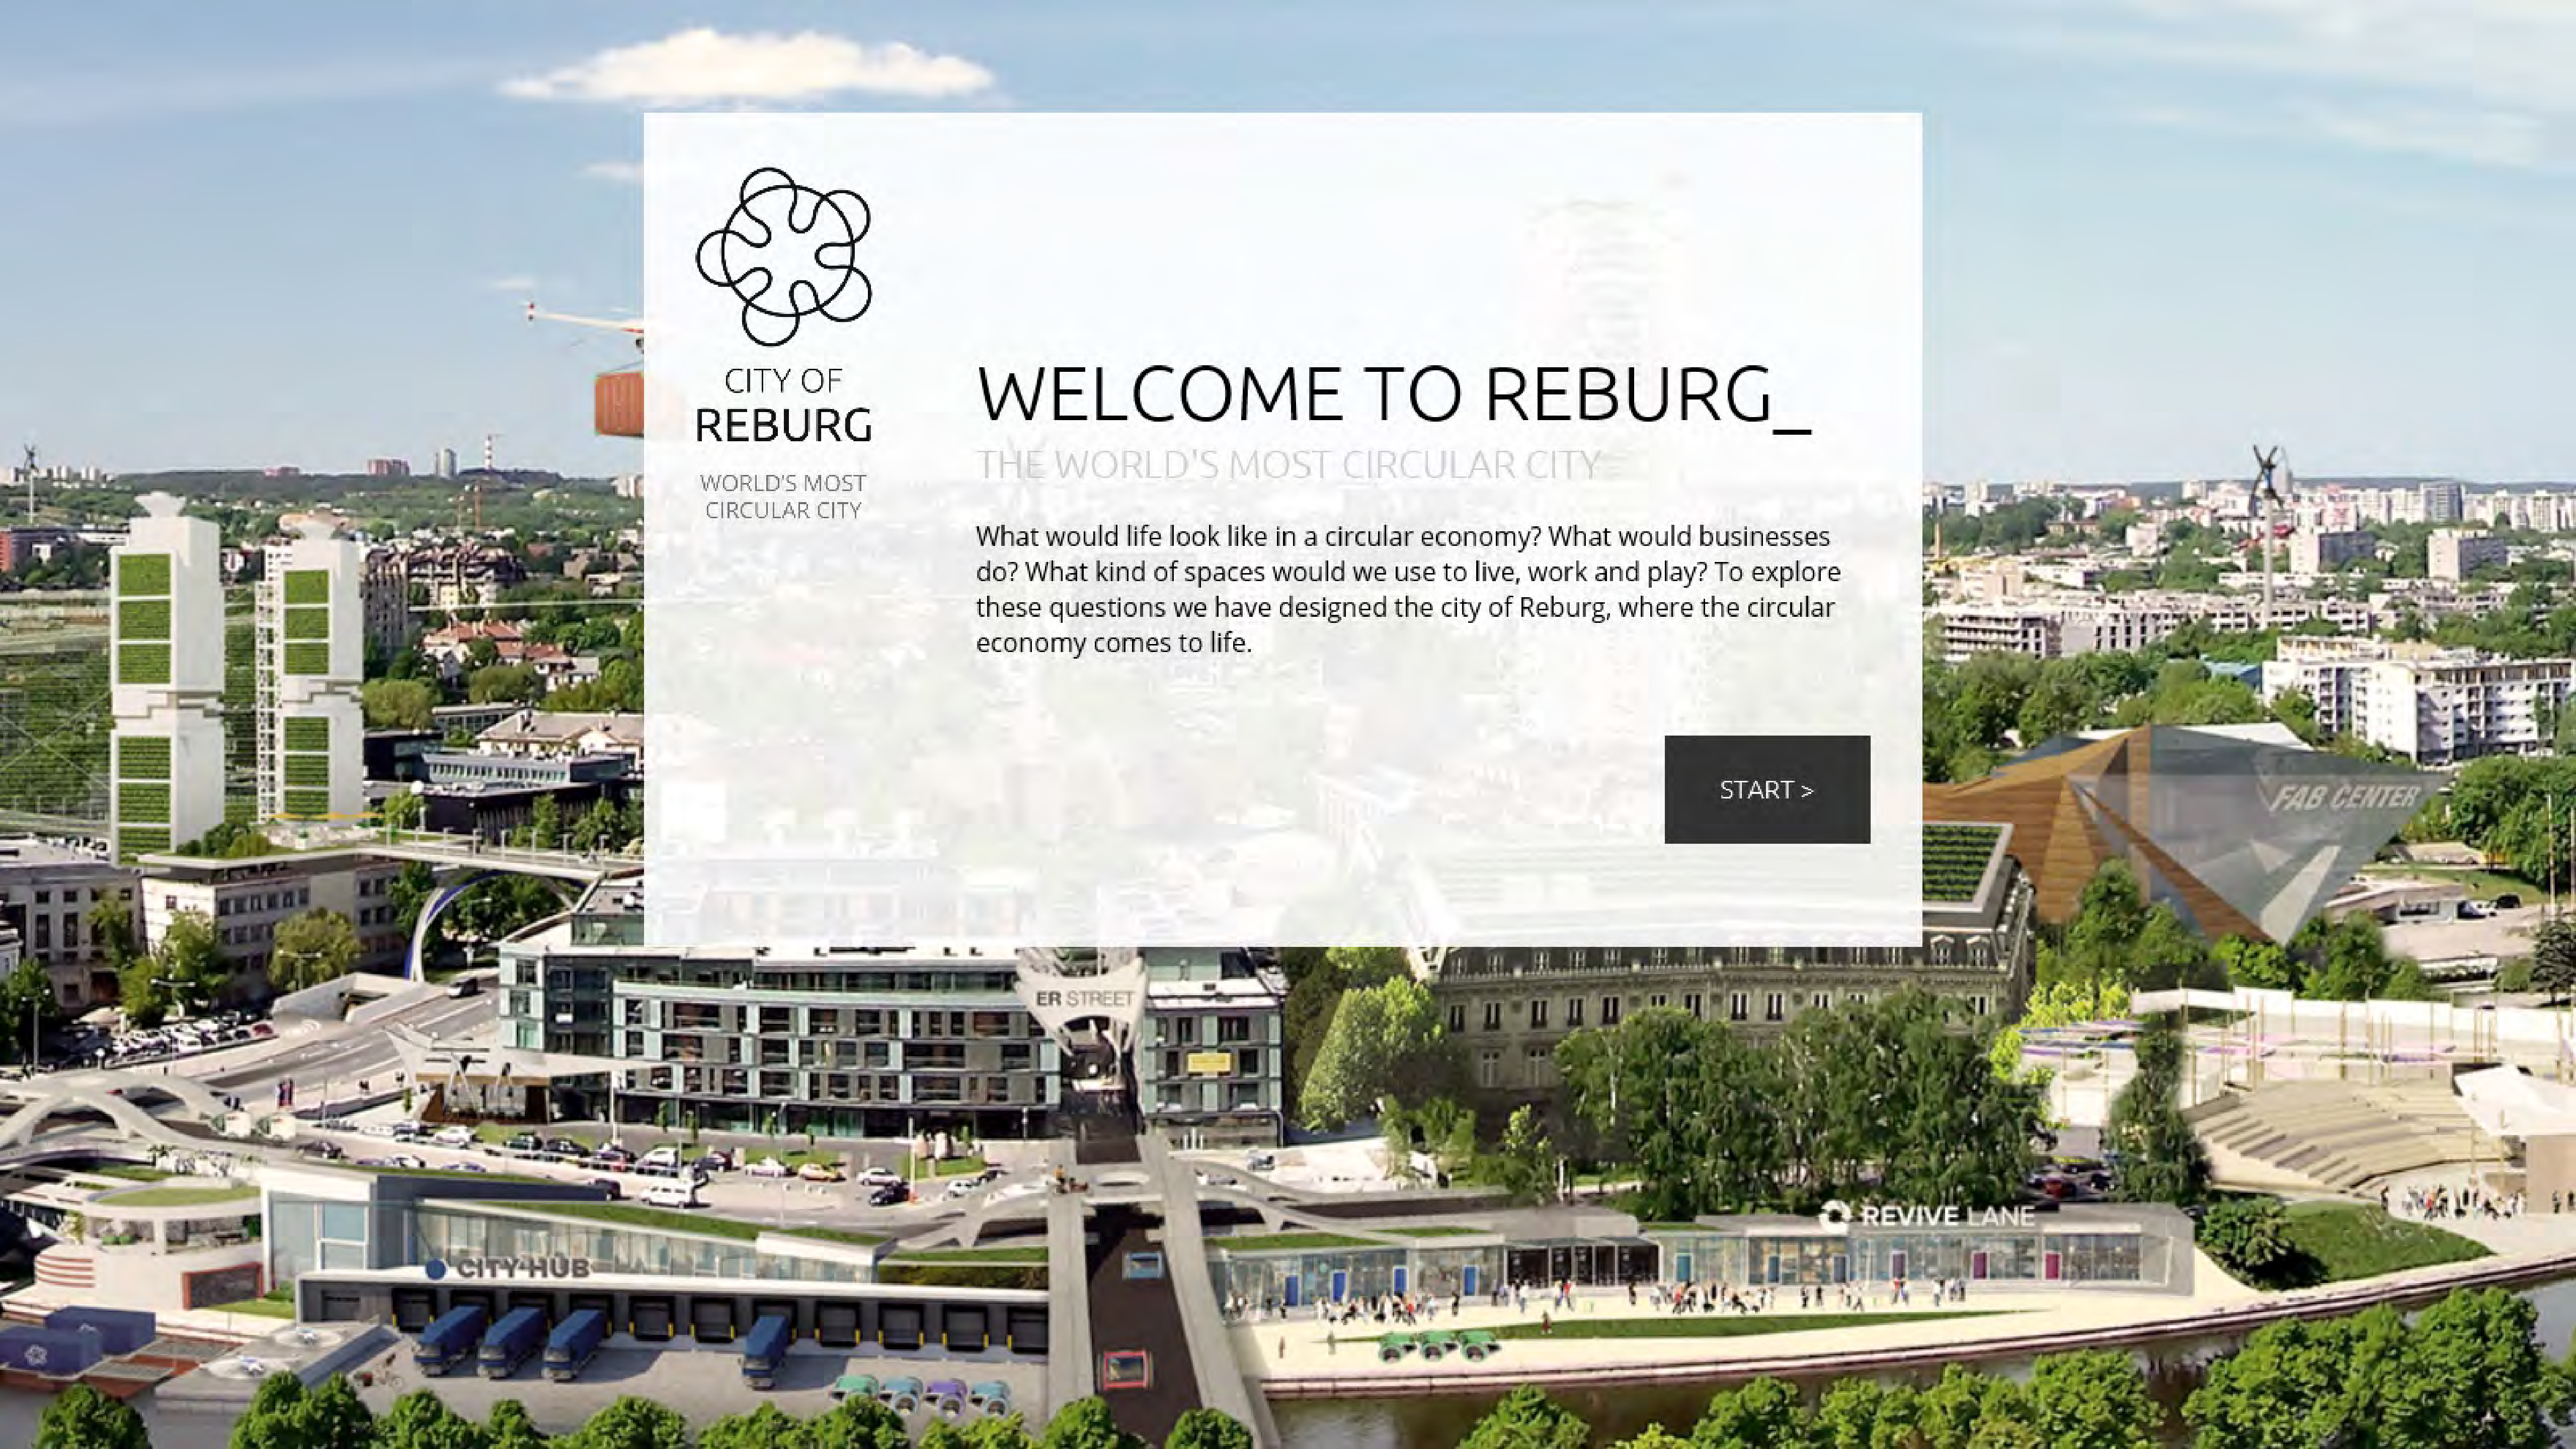 CITY OF
REBURG
WORLD'S MOST
CIRCULAR CITY
WELCOME TO REBURG_
THE WORLD'S MOST CIRCULAR CITY
What would life look like in a circular economy? What would businesses
do? What kind of spaces would we use to live, work and play? To explore
these questions we have designed the city of Reburg, where the circular
economy comes to life.
START >
FAB CENTER
ER STREET
REVIVE LANE
CITY HUB